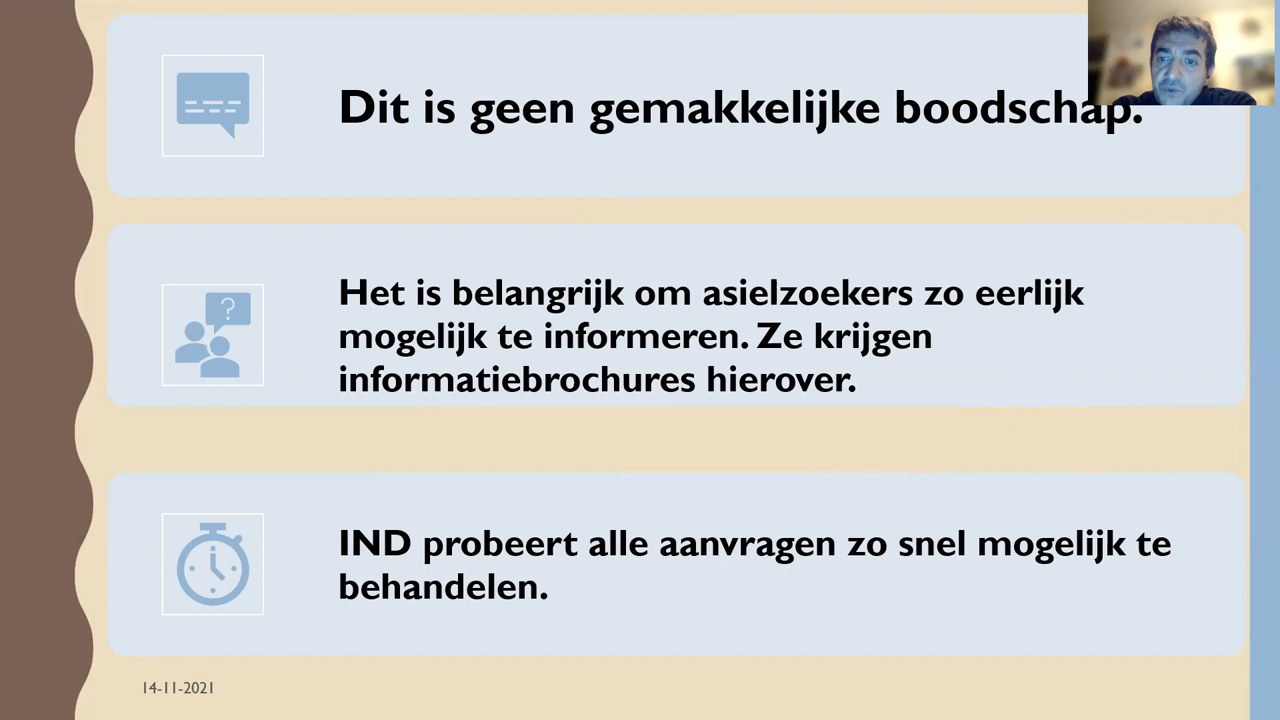 Dit is geen gemakkelijke boodschap.
Het is belangrijk om asielzoekers zo eerlijk
mogelijk te informeren. Ze krijgen
informatiebrochures hierover.
IND probeert alle aanvragen zo snel mogelijk te
behandelen.
14-11-2021